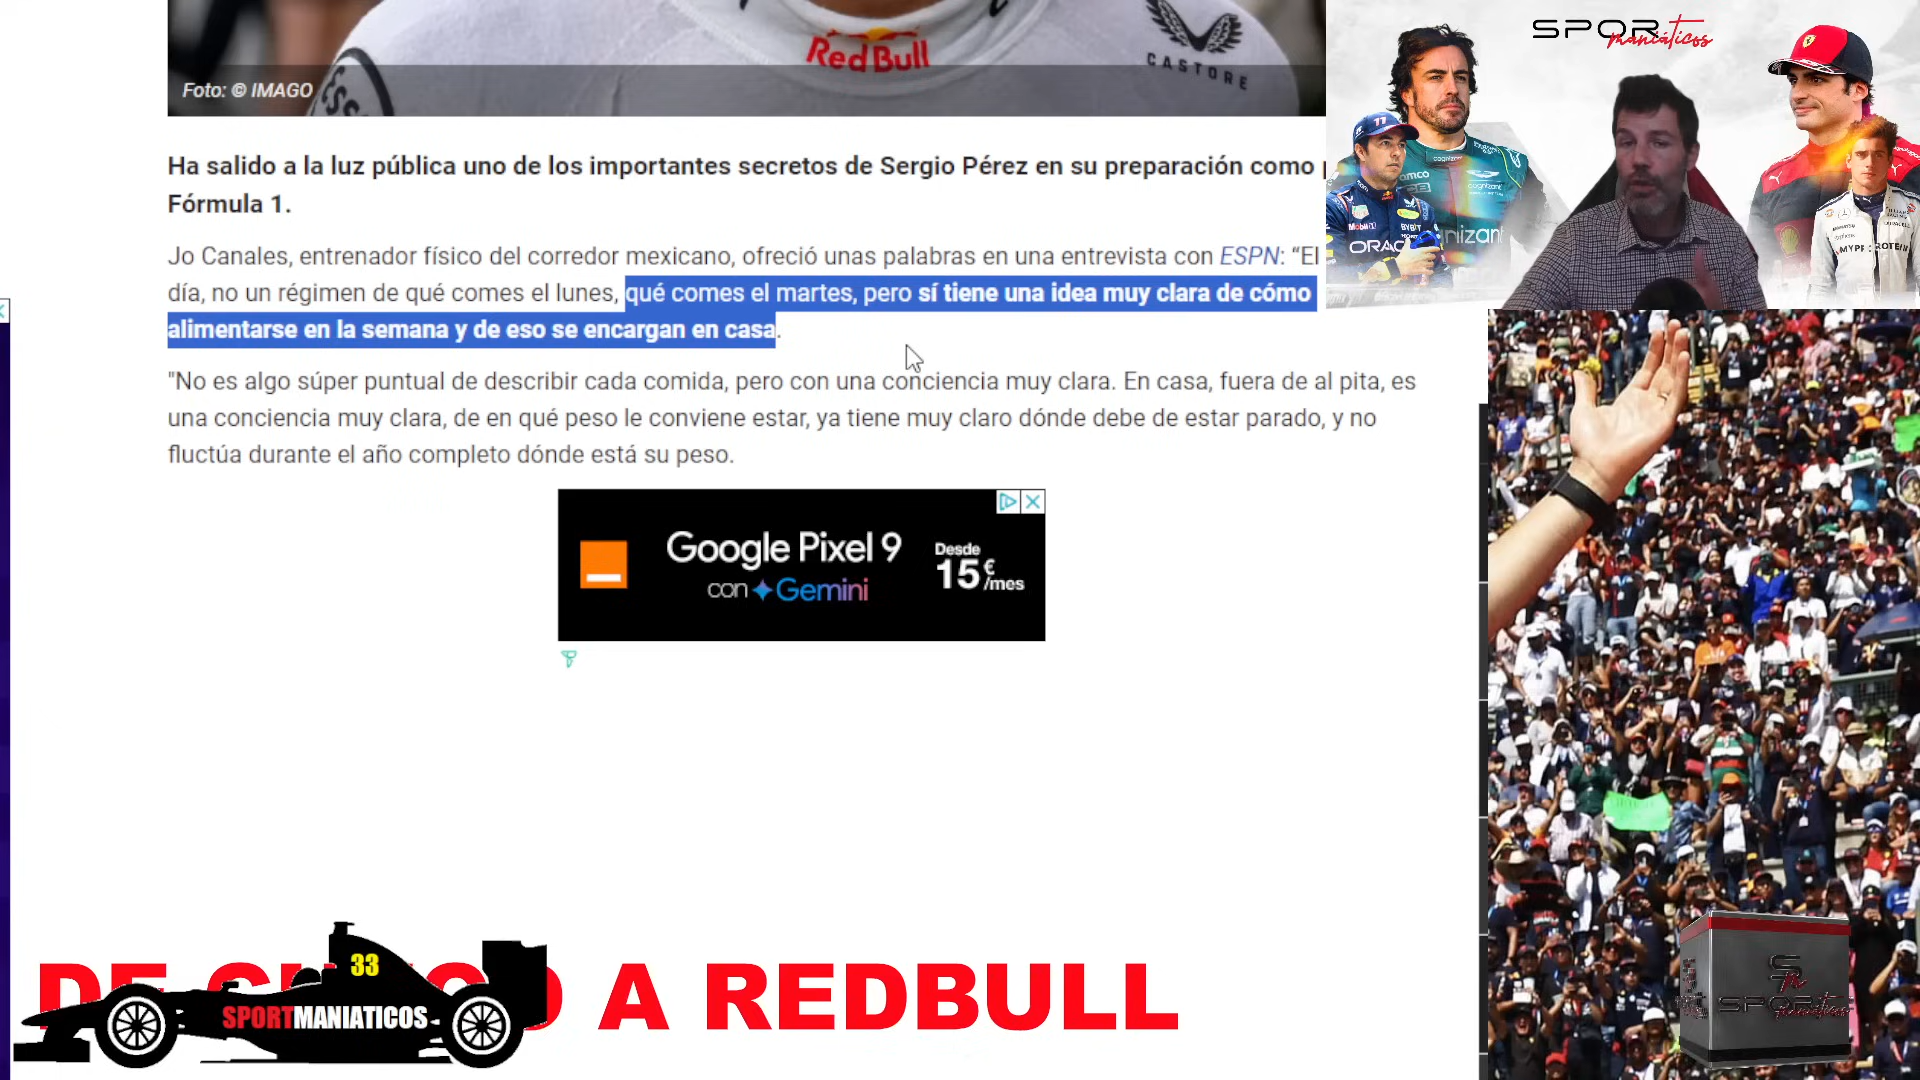 RedBull
CASTORE
Foto: © IMAGO
SPORT
maniáticos
Ha salido a la luz pública uno de los importantes secretos de Sergio Pérez en su preparación como
Fórmula 1.
Jo Canales, entrenador físico del corredor mexicano, ofreció unas palabras en una entrevista con ESPN: “El
día, no un régimen de qué comes el lunes, qué comes el martes, pero sí tiene una idea muy clara de cómo
alimentarse en la semana y de eso se encargan en casa.
"No es algo súper puntual de describir cada comida, pero con una conciencia muy clara. En casa, fuera de al pita, es
una conciencia muy clara, de en qué peso le conviene estar, ya tiene muy claro dónde debe de estar parado, y no
fluctúa durante el año completo dónde está su peso.
11
cognizant
ORACL
Google Pixel 9
con Gemini
Desde
15€/mes
33
SPORTMANIATICOS
A REDBULL